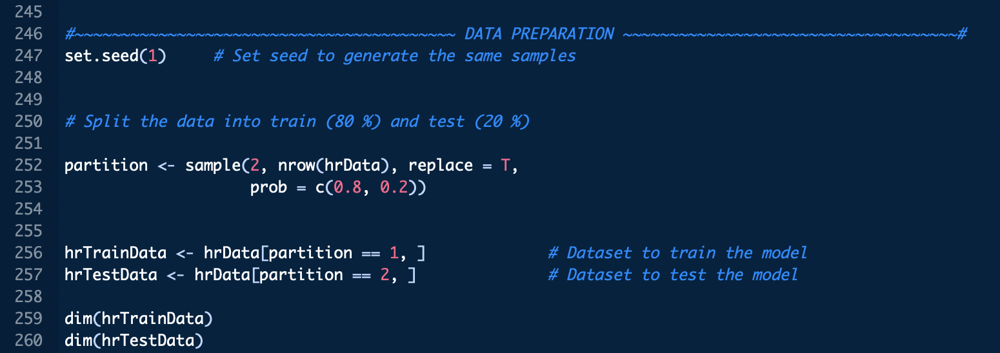 245
246 #~~~~~~~~~~~~~~~~~~~~~~~~~~~~~~~~~~~~~~~~~ DATA PREPARATION ~~~~~~~~~~~~~~~~~~~~~~~~~~~~~~~~~~~~#
247 set.seed(1)     # Set seed to generate the same samples
248
249
250 # Split the data into train (80 %) and test (20 %)
251
252 partition <- sample(2, nrow(hrData), replace = T,
253                     prob = c(0.8, 0.2))
254
255
256 hrTrainData <- hrData[partition == 1, ]             # Dataset to train the model
257 hrTestData <- hrData[partition == 2, ]              # Dataset to test the model
258
259 dim(hrTrainData)
260 dim(hrTestData)